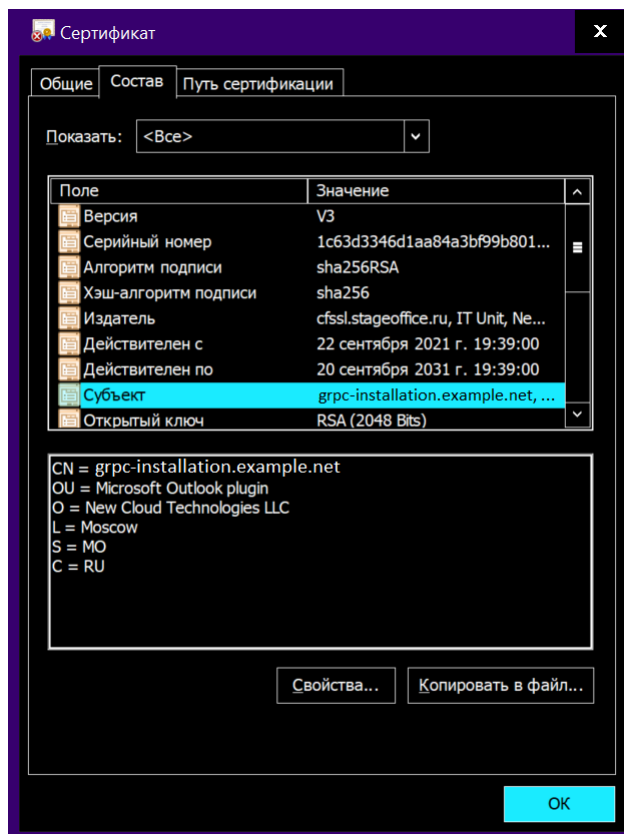 Сертификат
x
Общие Состав Путь сертификации
Показать: <Все>
Поле Значение
Версия V3
Серийный номер 1c63d3346d1aa84a3bf99b801...
Алгоритм подписи sha256RSA
Хэш-алгоритм подписи sha256
Издатель cfssl.stageoffice.ru, IT Unit, Ne...
Действителен с 22 сентября 2021 г. 19:39:00
Действителен по 20 сентября 2031 г. 19:39:00
Субъект grpc-installation.example.net, ...
Открытый ключ RSA (2048 Bits)
CN = grpc-installation.example.net
OU = Microsoft Outlook plugin
O = New Cloud Technologies LLC
L = Moscow
S = MO
C = RU
Свойства... Копировать в файл...
ОК